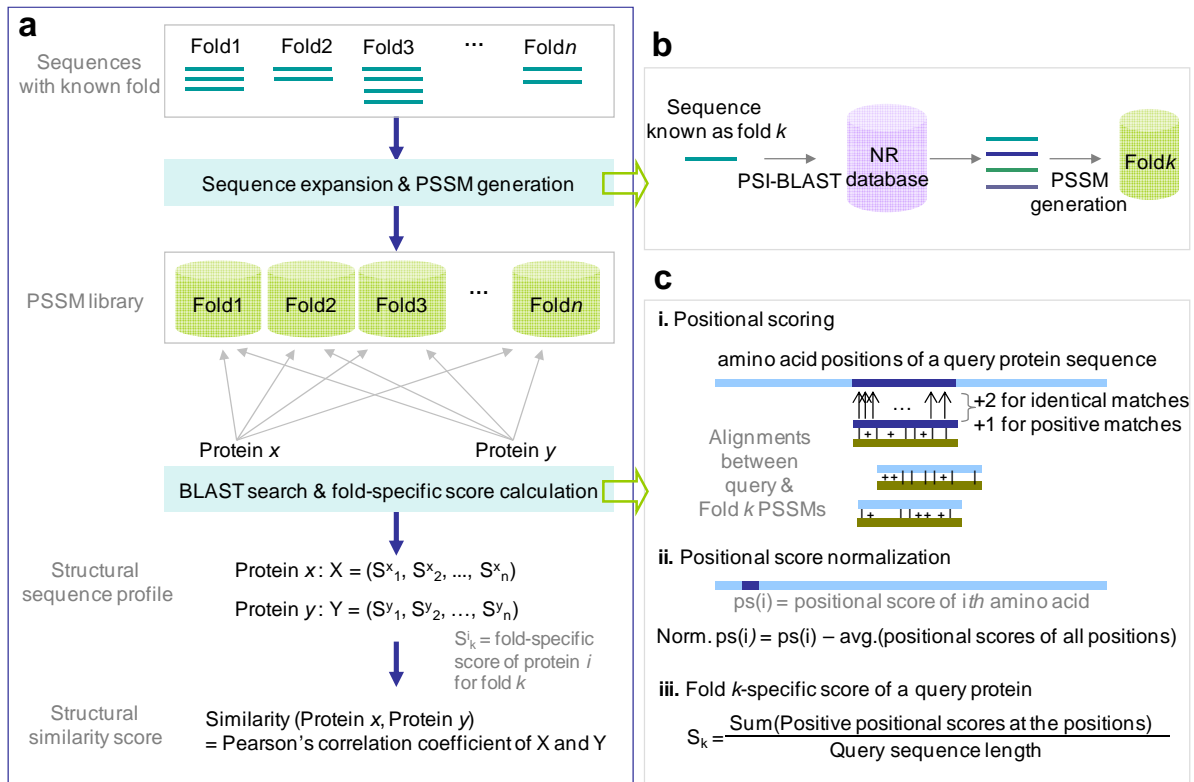 a
Sequences
with known fold
Fold1 Fold2 Fold3 ... Foldn
Sequence expansion & PSSM generation
PSSM library
Fold1 Fold2 Fold3 ... Foldn
Protein x Protein y
BLAST search & fold-specific score calculation
Structural
sequence profile
Protein x : X = (Sˣ₁, Sˣ₂, ..., Sˣₙ)
Protein y : Y = (Sʸ₁, Sʸ₂, ..., Sʸₙ)
Sⁱₖ = fold-specific
score of protein i
for fold k
Structural
similarity score
Similarity (Protein x, Protein y)
= Pearson's correlation coefficient of X and Y
b
Sequence
known as fold k
PSI-BLAST
NR
database
PSSM
generation
Foldk
c
i. Positional scoring
amino acid positions of a query protein sequence
...
+2 for identical matches
+1 for positive matches
Alignments
between
query &
Fold k PSSMs
|+| + ||+| |
++|| || |+| |
|+ ||++ +|
ii. Positional score normalization
ps(i) = positional score of ith amino acid
Norm. ps(i) = ps(i) – avg.(positional scores of all positions)
iii. Fold k-specific score of a query protein
Sₖ = Sum(Positive positional scores at the positions)
Query sequence length